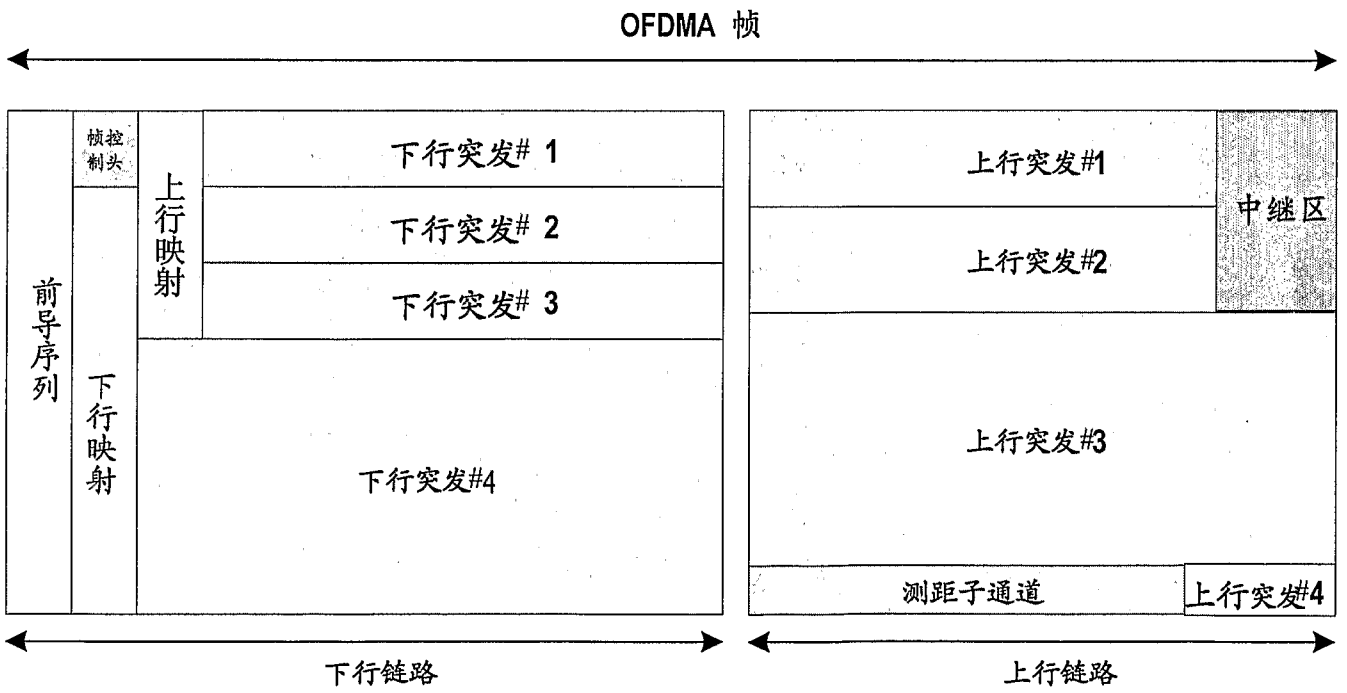 OFDMA 帧
前导序列
帧控
制头
下行映射
上行映射
下行突发# 1
下行突发# 2
下行突发# 3
下行突发#4
上行突发#1
上行突发#2
中继区
上行突发#3
测距子通道
上行突发#4
下行链路
上行链路